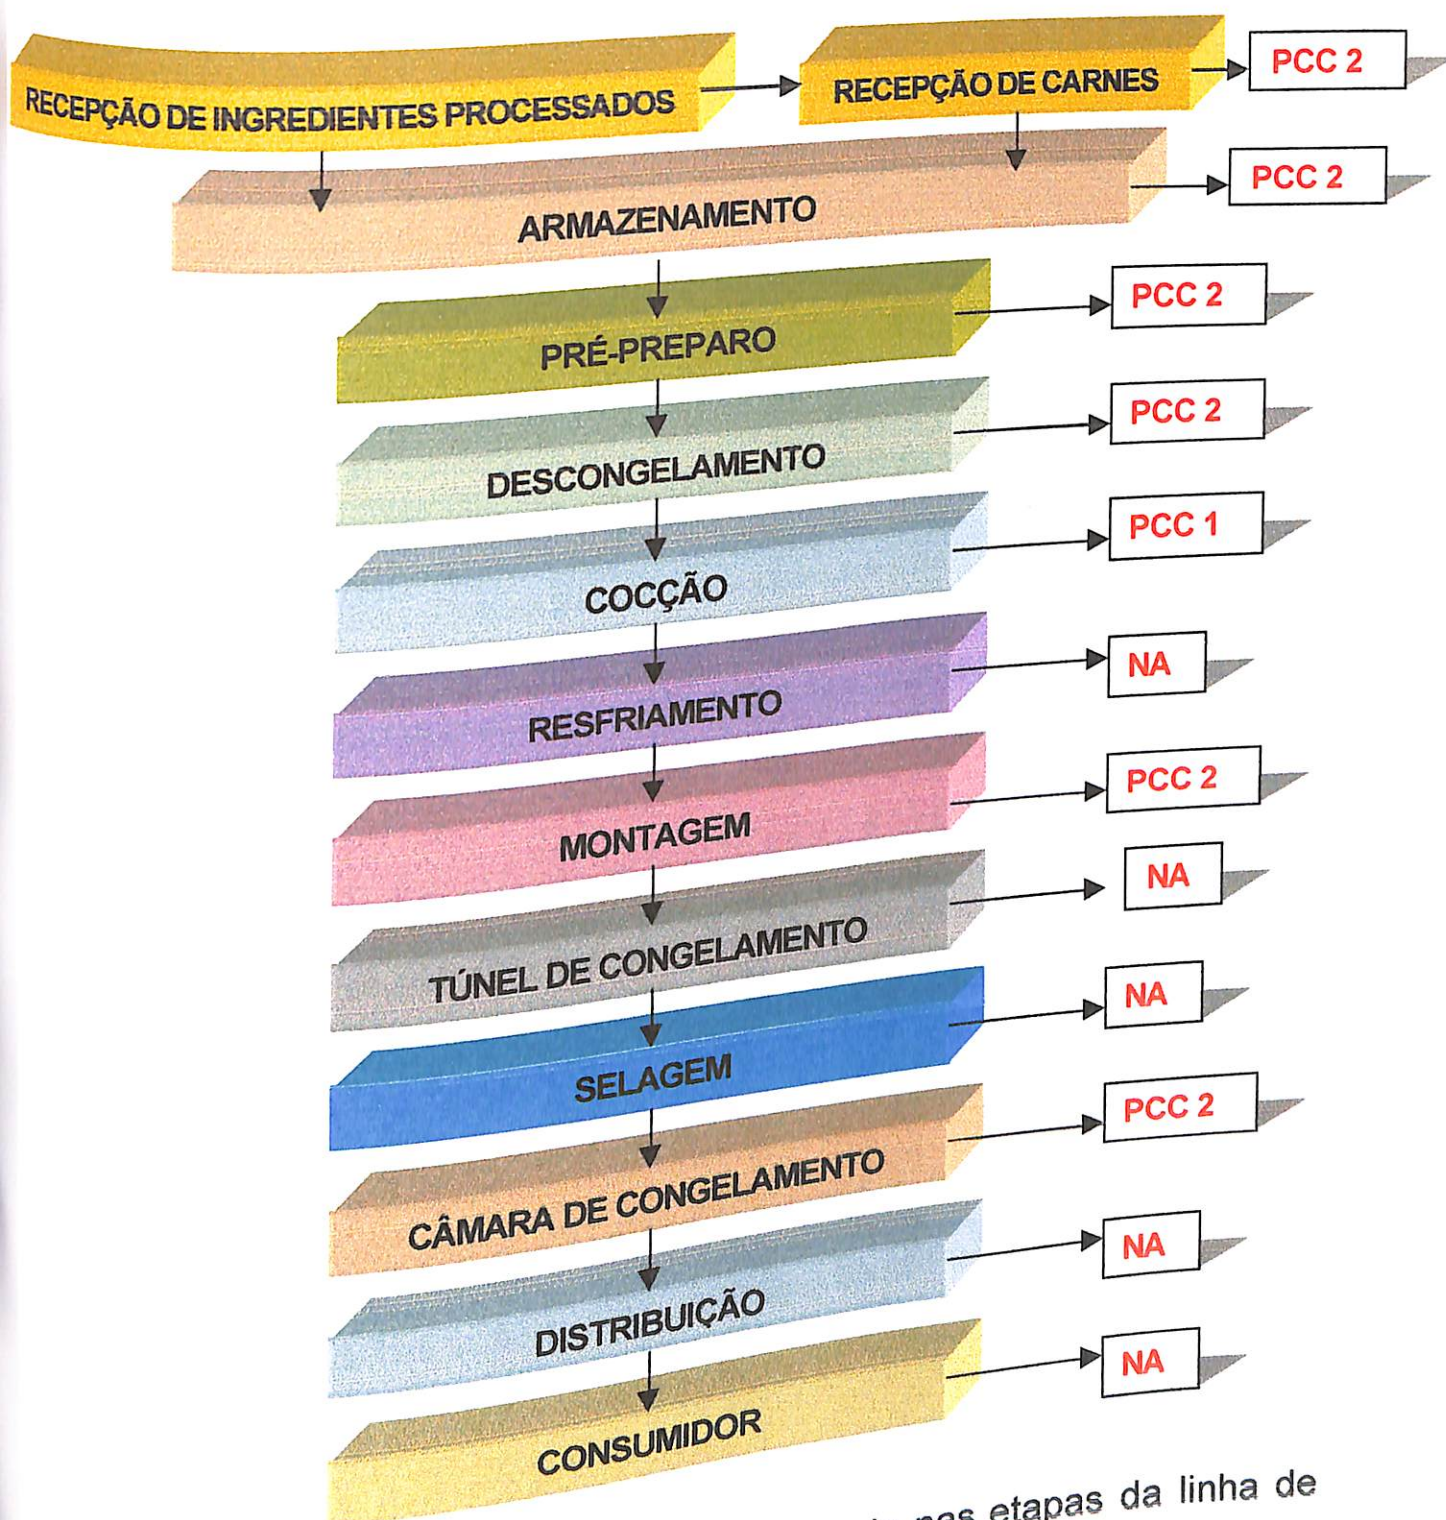 RECEPÇÃO DE INGREDIENTES PROCESSADOS
RECEPÇÃO DE CARNES
PCC 2
ARMAZENAMENTO
PCC 2
PRÉ-PREPARO
PCC 2
DESCONGELAMENTO
PCC 2
COCÇÃO
PCC 1
RESFRIAMENTO
NA
MONTAGEM
PCC 2
TÚNEL DE CONGELAMENTO
NA
SELAGEM
NA
CÂMARA DE CONGELAMENTO
PCC 2
DISTRIBUIÇÃO
NA
CONSUMIDOR
NA
nas etapas da linha de